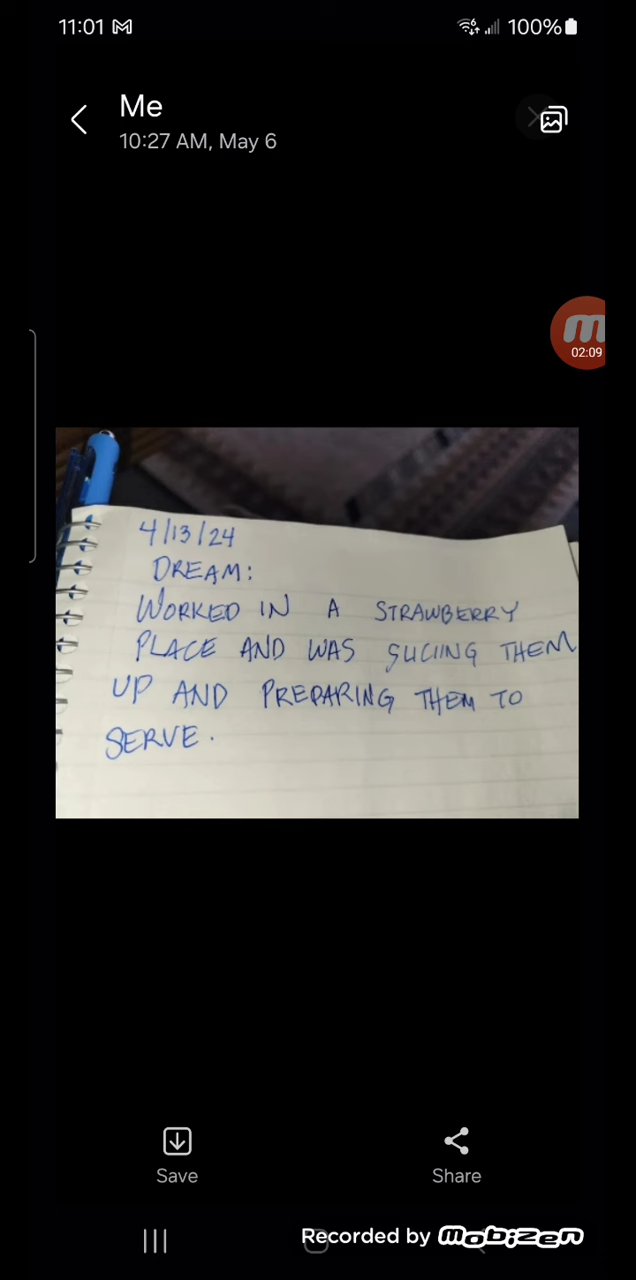 11:01
100%
Me
10:27 AM, May 6
m
02:09
4/13/24
DREAM:
WORKED IN A STRAWBERRY
PLACE AND WAS SLICING THEM
UP AND PREPARING THEM TO
SERVE.
Save
Share
Recorded by mobizen